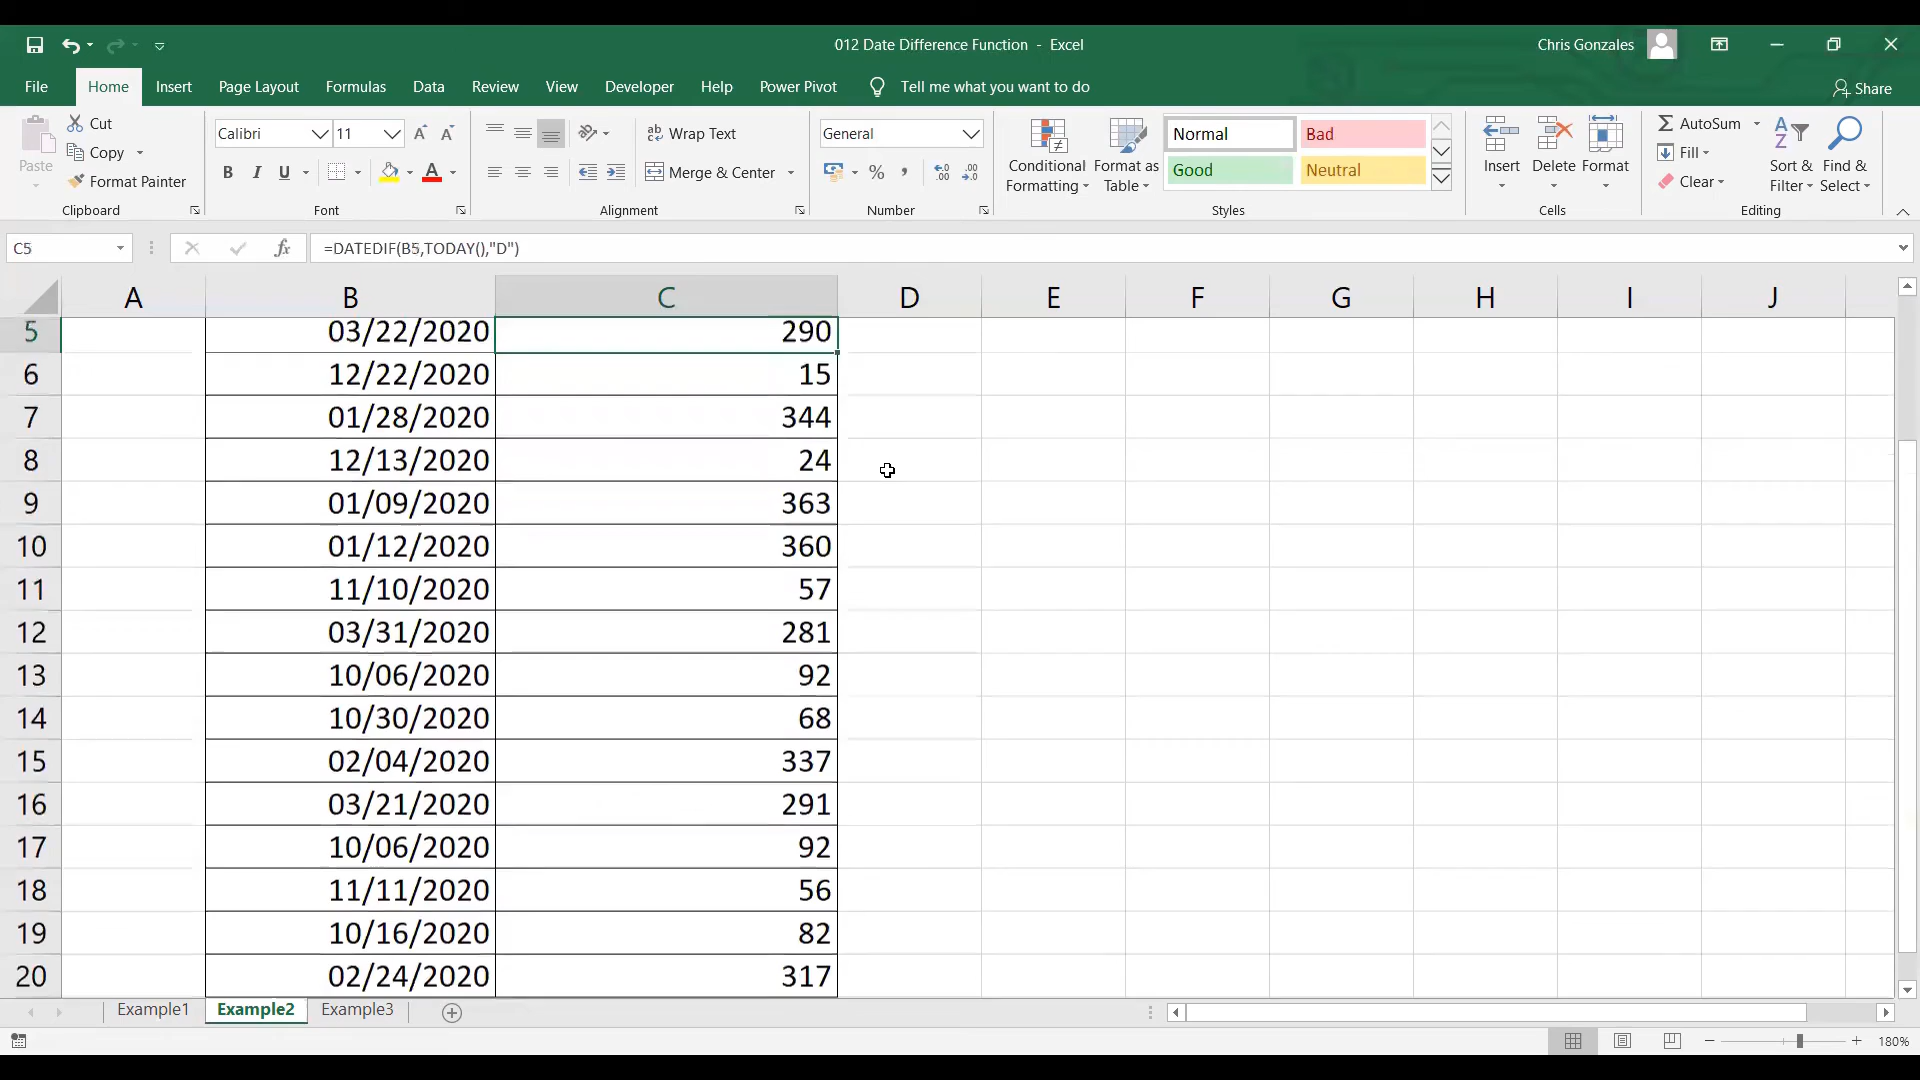 012 Date Difference Function - Excel
Chris Gonzales
File Home Insert Page Layout Formulas Data Review View Developer Help Power Pivot Tell me what you want to do
Share
Paste
Cut
Copy
Format Painter
Clipboard
Calibri 11 A A
B I U A
Font
Wrap Text
Merge & Center
Alignment
General
% ,
Number
Conditional Formatting
Format as Table
Normal Bad
Good Neutral
Styles
Insert Delete Format
Cells
AutoSum
Fill
Clear
Sort & Filter
Find & Select
Editing
C5 fx =DATEDIF(B5,TODAY(),"D")
A B C D E F G H I J
5 03/22/2020 290
6 12/22/2020 15
7 01/28/2020 344
8 12/13/2020 24
9 01/09/2020 363
10 01/12/2020 360
11 11/10/2020 57
12 03/31/2020 281
13 10/06/2020 92
14 10/30/2020 68
15 02/04/2020 337
16 03/21/2020 291
17 10/06/2020 92
18 11/11/2020 56
19 10/16/2020 82
20 02/24/2020 317
Example1 Example2 Example3
180%